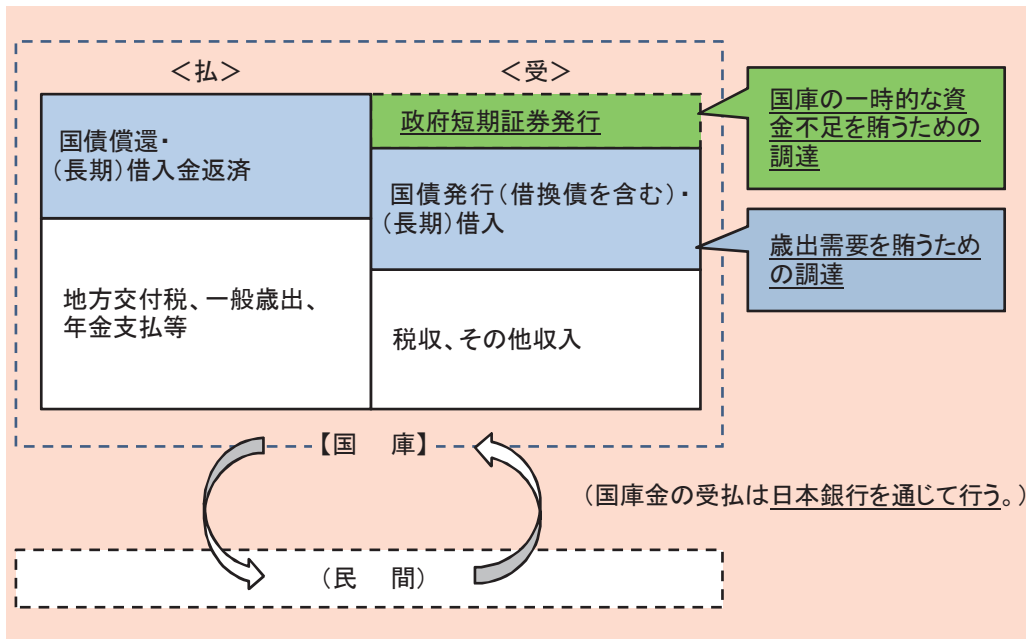 <払>
<受>
国債償還・
(長期)借入金返済
地方交付税、一般歳出、
年金支払等
政府短期証券発行
国債発行(借換債を含む)・
(長期)借入
税収、その他収入
国庫の一時的な資
金不足を賄うための
調達
歳出需要を賄うため
の調達
【国 庫】
(国庫金の受払は日本銀行を通じて行う。)
(民 間)